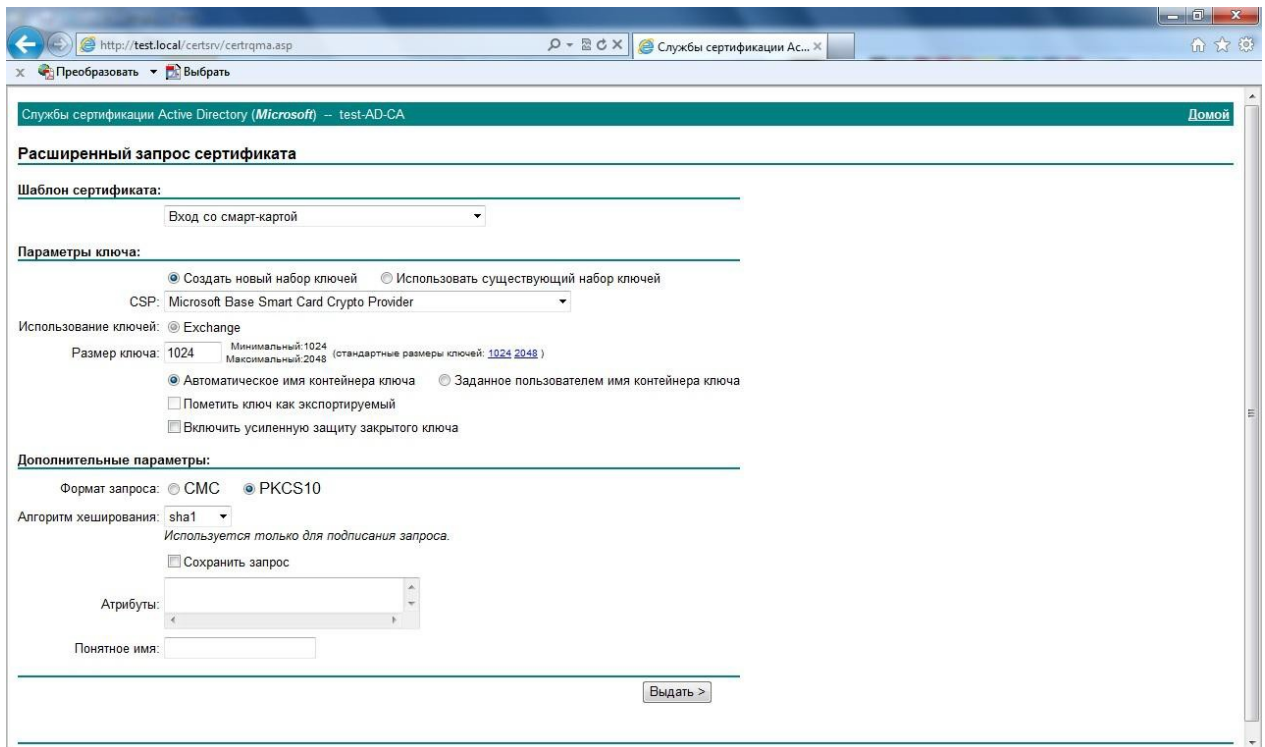 http://test.local/certsrv/certrqma.asp
Службы сертификации Ac...
x Преобразовать Выбрать
Службы сертификации Active Directory (Microsoft) -- test-AD-CA Домой
Расширенный запрос сертификата
Шаблон сертификата:
Вход со смарт-картой
Параметры ключа:
Создать новый набор ключей Использовать существующий набор ключей
CSP: Microsoft Base Smart Card Crypto Provider
Использование ключей: Exchange
Размер ключа: 1024 Минимальный:1024 Максимальный:2048 (стандартные размеры ключей: 1024 2048 )
Автоматическое имя контейнера ключа Заданное пользователем имя контейнера ключа
Пометить ключ как экспортируемый
Включить усиленную защиту закрытого ключа
Дополнительные параметры:
Формат запроса: CMC PKCS10
Алгоритм хеширования: sha1
Используется только для подписания запроса.
Сохранить запрос
Атрибуты:
Понятное имя:
Выдать >